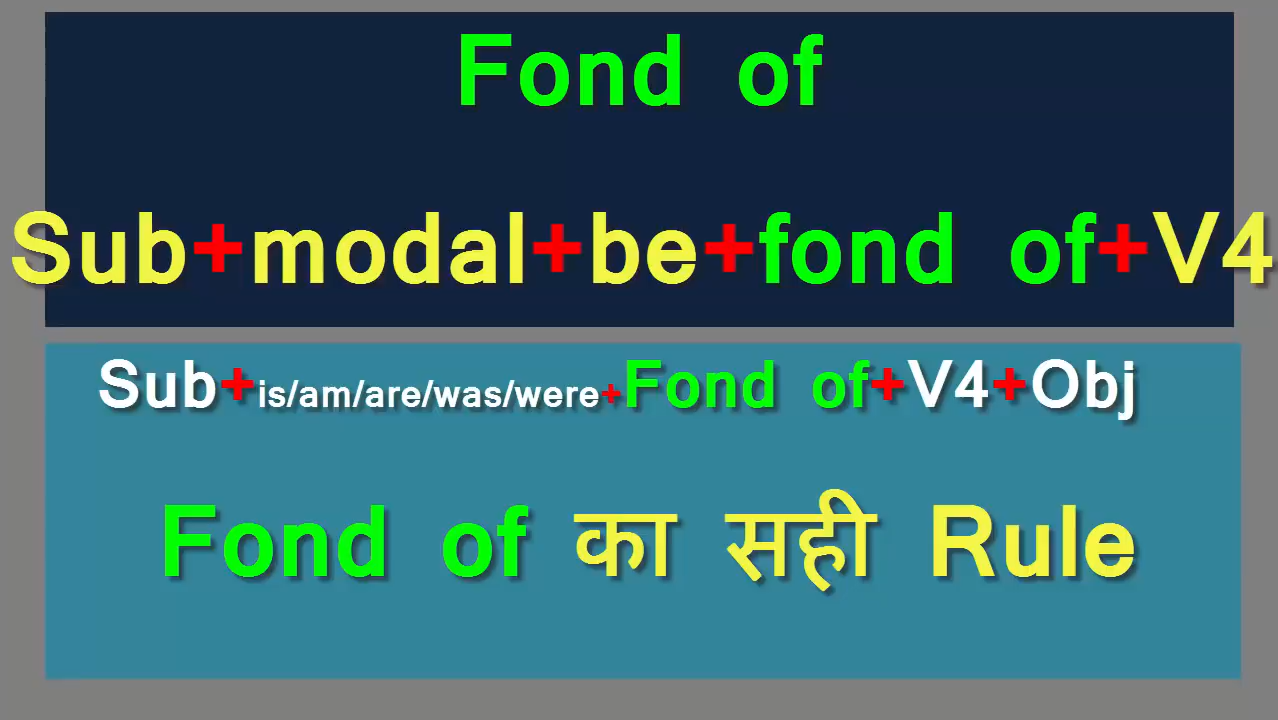 Fond of
Sub+modal+be+fond of+V4
Sub+is/am/are/was/were+Fond of+V4+Obj
Fond of का सही Rule